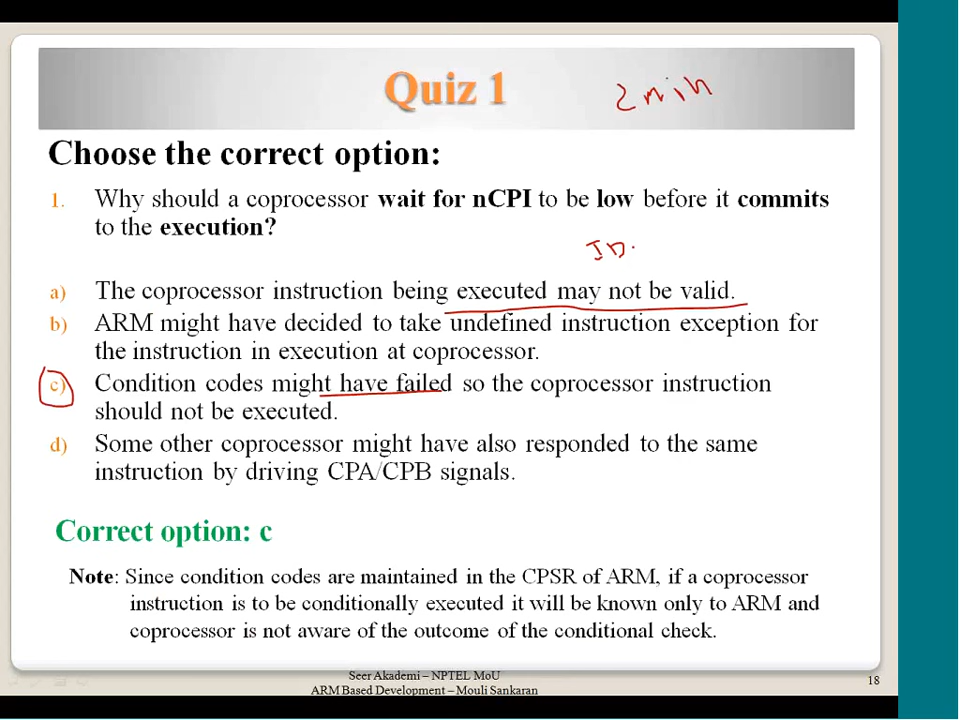 Quiz 1
2 min
Choose the correct option:
1. Why should a coprocessor wait for nCPI to be low before it commits
to the execution?
ID.
a) The coprocessor instruction being executed may not be valid.
b) ARM might have decided to take undefined instruction exception for
the instruction in execution at coprocessor.
c) Condition codes might have failed so the coprocessor instruction
should not be executed.
d) Some other coprocessor might have also responded to the same
instruction by driving CPA/CPB signals.
Correct option: c
Note: Since condition codes are maintained in the CPSR of ARM, if a coprocessor
instruction is to be conditionally executed it will be known only to ARM and
coprocessor is not aware of the outcome of the conditional check.
Seer Akademi – NPTEL MoU
ARM Based Development – Mouli Sankaran
18